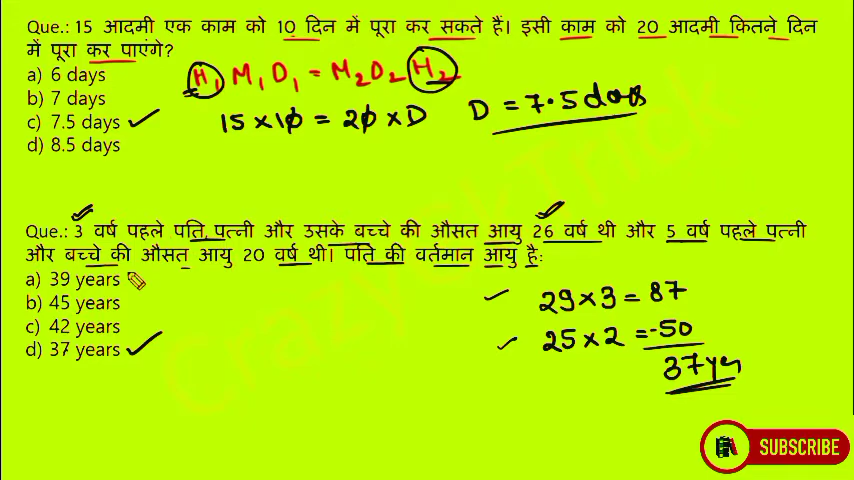 Que.: 15 आदमी एक काम को 10 दिन में पूरा कर सकते हैं। इसी काम को 20 आदमी कितने दिन
में पूरा कर पाएंगे?
a) 6 days
b) 7 days
c) 7.5 days
d) 8.5 days
H₁ M₁ D₁ = M₂ D₂ H₂
15 × 10 = 20 × D
D = 7.5 days
Que.: 3 वर्ष पहले पति, पत्नी और उसके बच्चे की औसत आयु 26 वर्ष थी और 5 वर्ष पहले पत्नी
और बच्चे की औसत आयु 20 वर्ष थी। पति की वर्तमान आयु है:
a) 39 years
b) 45 years
c) 42 years
d) 37 years
29 × 3 = 87
25 × 2 = -50
37 yrs
CrazyGkTrick
SUBSCRIBE